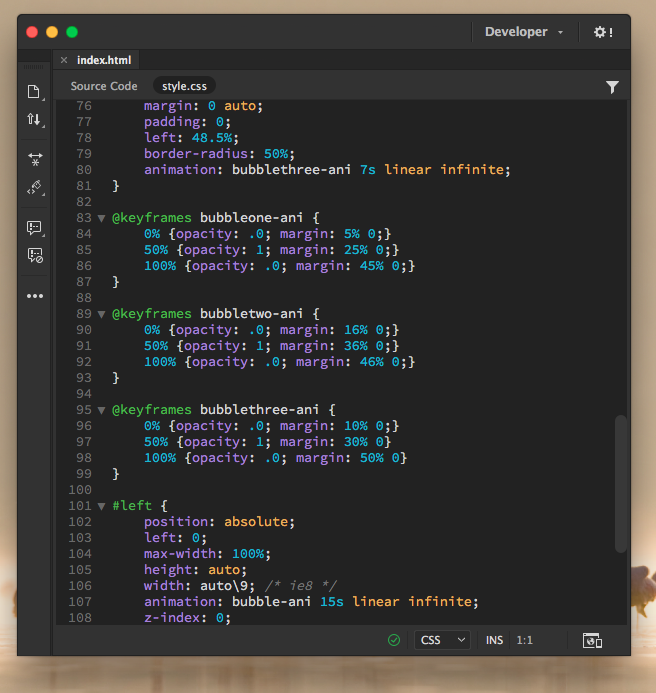 Developer
index.html
Source Code style.css
76 margin: 0 auto;
77 padding: 0;
78 left: 48.5%;
79 border-radius: 50%;
80 animation: bubblethree-ani 7s linear infinite;
81 }
82
83 @keyframes bubbleone-ani {
84 0% {opacity: .0; margin: 5% 0;}
85 50% {opacity: 1; margin: 25% 0;}
86 100% {opacity: .0; margin: 45% 0;}
87 }
88
89 @keyframes bubbletwo-ani {
90 0% {opacity: .0; margin: 16% 0;}
91 50% {opacity: 1; margin: 36% 0;}
92 100% {opacity: .0; margin: 46% 0;}
93 }
94
95 @keyframes bubblethree-ani {
96 0% {opacity: .0; margin: 10% 0;}
97 50% {opacity: 1; margin: 30% 0}
98 100% {opacity: .0; margin: 50% 0}
99 }
100
101 #left {
102 position: absolute;
103 left: 0;
104 max-width: 100%;
105 height: auto;
106 width: auto\9; /* ie8 */
107 animation: bubble-ani 15s linear infinite;
108 z-index: 0;
CSS INS 1:1